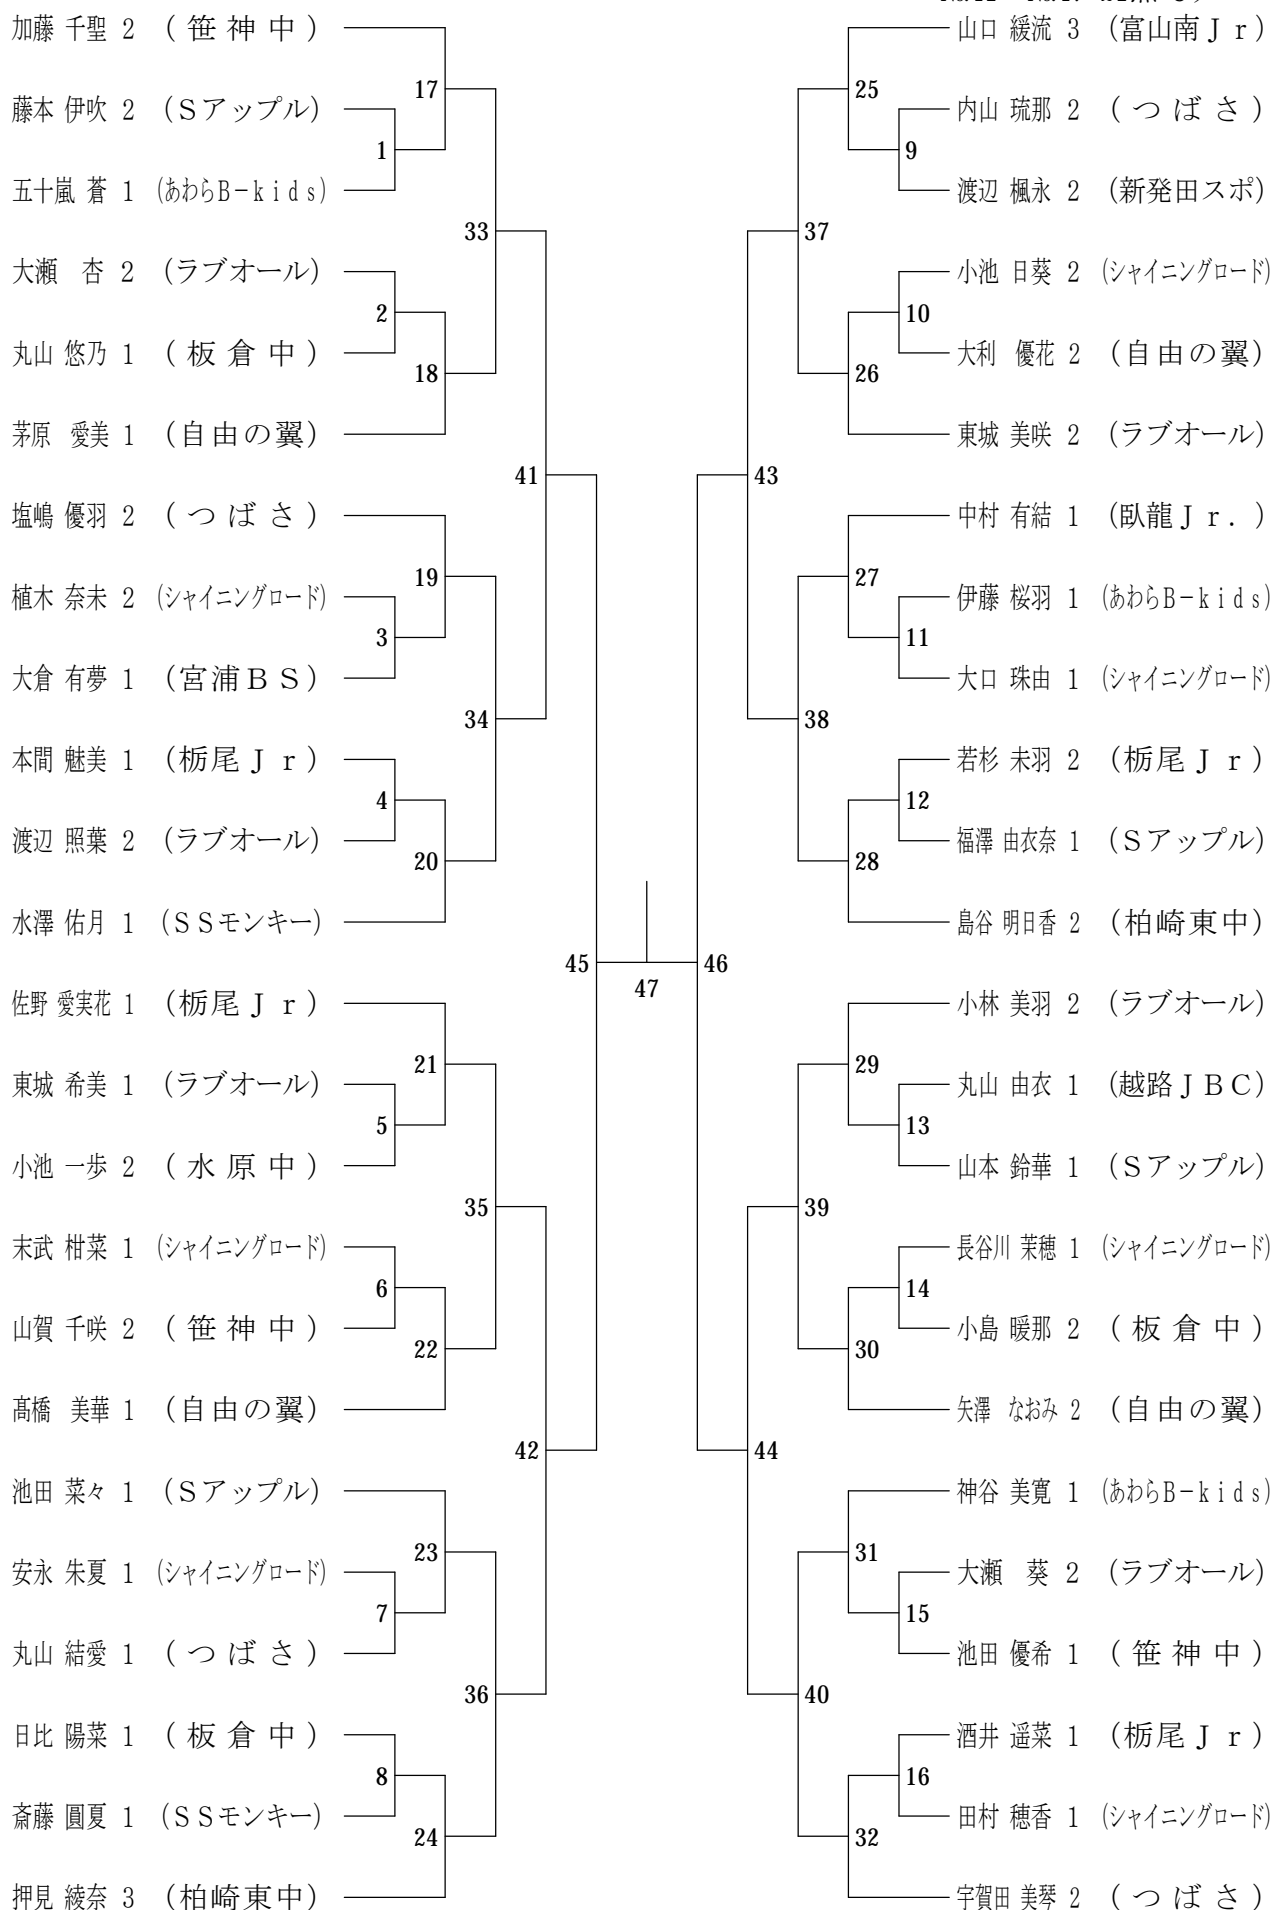 加藤 千聖 2 (笹神中)
17
藤本 伊吹 2 (Sアップル)
1
五十嵐 蒼 1 (あわらB-kids)
33
大瀬 杏 2 (ラブオール)
2
丸山 悠乃 1 (板倉中)
18
茅原 愛美 1 (自由の翼)
41
塩嶋 優羽 2 (つばさ)
19
植木 奈未 2 (シャイニングロード)
3
大倉 有夢 1 (宮浦BS)
34
本間 魅美 1 (栃尾Jr)
4
渡辺 照葉 2 (ラブオール)
20
水澤 佑月 1 (SSモンキー)
45
佐野 愛実花 1 (栃尾Jr)
21
東城 希美 1 (ラブオール)
5
小池 一歩 2 (水原中)
35
末武 柑菜 1 (シャイニングロード)
6
山賀 千咲 2 (笹神中)
22
髙橋 美華 1 (自由の翼)
42
池田 菜々 1 (Sアップル)
23
安永 朱夏 1 (シャイニングロード)
7
丸山 結愛 1 (つばさ)
36
日比 陽菜 1 (板倉中)
8
斎藤 圓夏 1 (SSモンキー)
24
押見 綾奈 3 (柏崎東中)
47
山口 緩流 3 (富山南Jr)
25
内山 琉那 2 (つばさ)
9
渡辺 楓永 2 (新発田スポ)
37
小池 日葵 2 (シャイニングロード)
10
大利 優花 2 (自由の翼)
26
東城 美咲 2 (ラブオール)
43
中村 有結 1 (臥龍Jr.)
27
伊藤 桜羽 1 (あわらB-kids)
11
大口 珠由 1 (シャイニングロード)
38
若杉 未羽 2 (栃尾Jr)
12
福澤 由衣奈 1 (Sアップル)
28
島谷 明日香 2 (柏崎東中)
46
小林 美羽 2 (ラブオール)
29
丸山 由衣 1 (越路JBC)
13
山本 鈴華 1 (Sアップル)
39
長谷川 茉穂 1 (シャイニングロード)
14
小島 暖那 2 (板倉中)
30
矢澤 なおみ 2 (自由の翼)
44
神谷 美寛 1 (あわらB-kids)
31
大瀬 葵 2 (ラブオール)
15
池田 優希 1 (笹神中)
40
酒井 遥菜 1 (栃尾Jr)
16
田村 穂香 1 (シャイニングロード)
32
宇賀田 美琴 2 (つばさ)